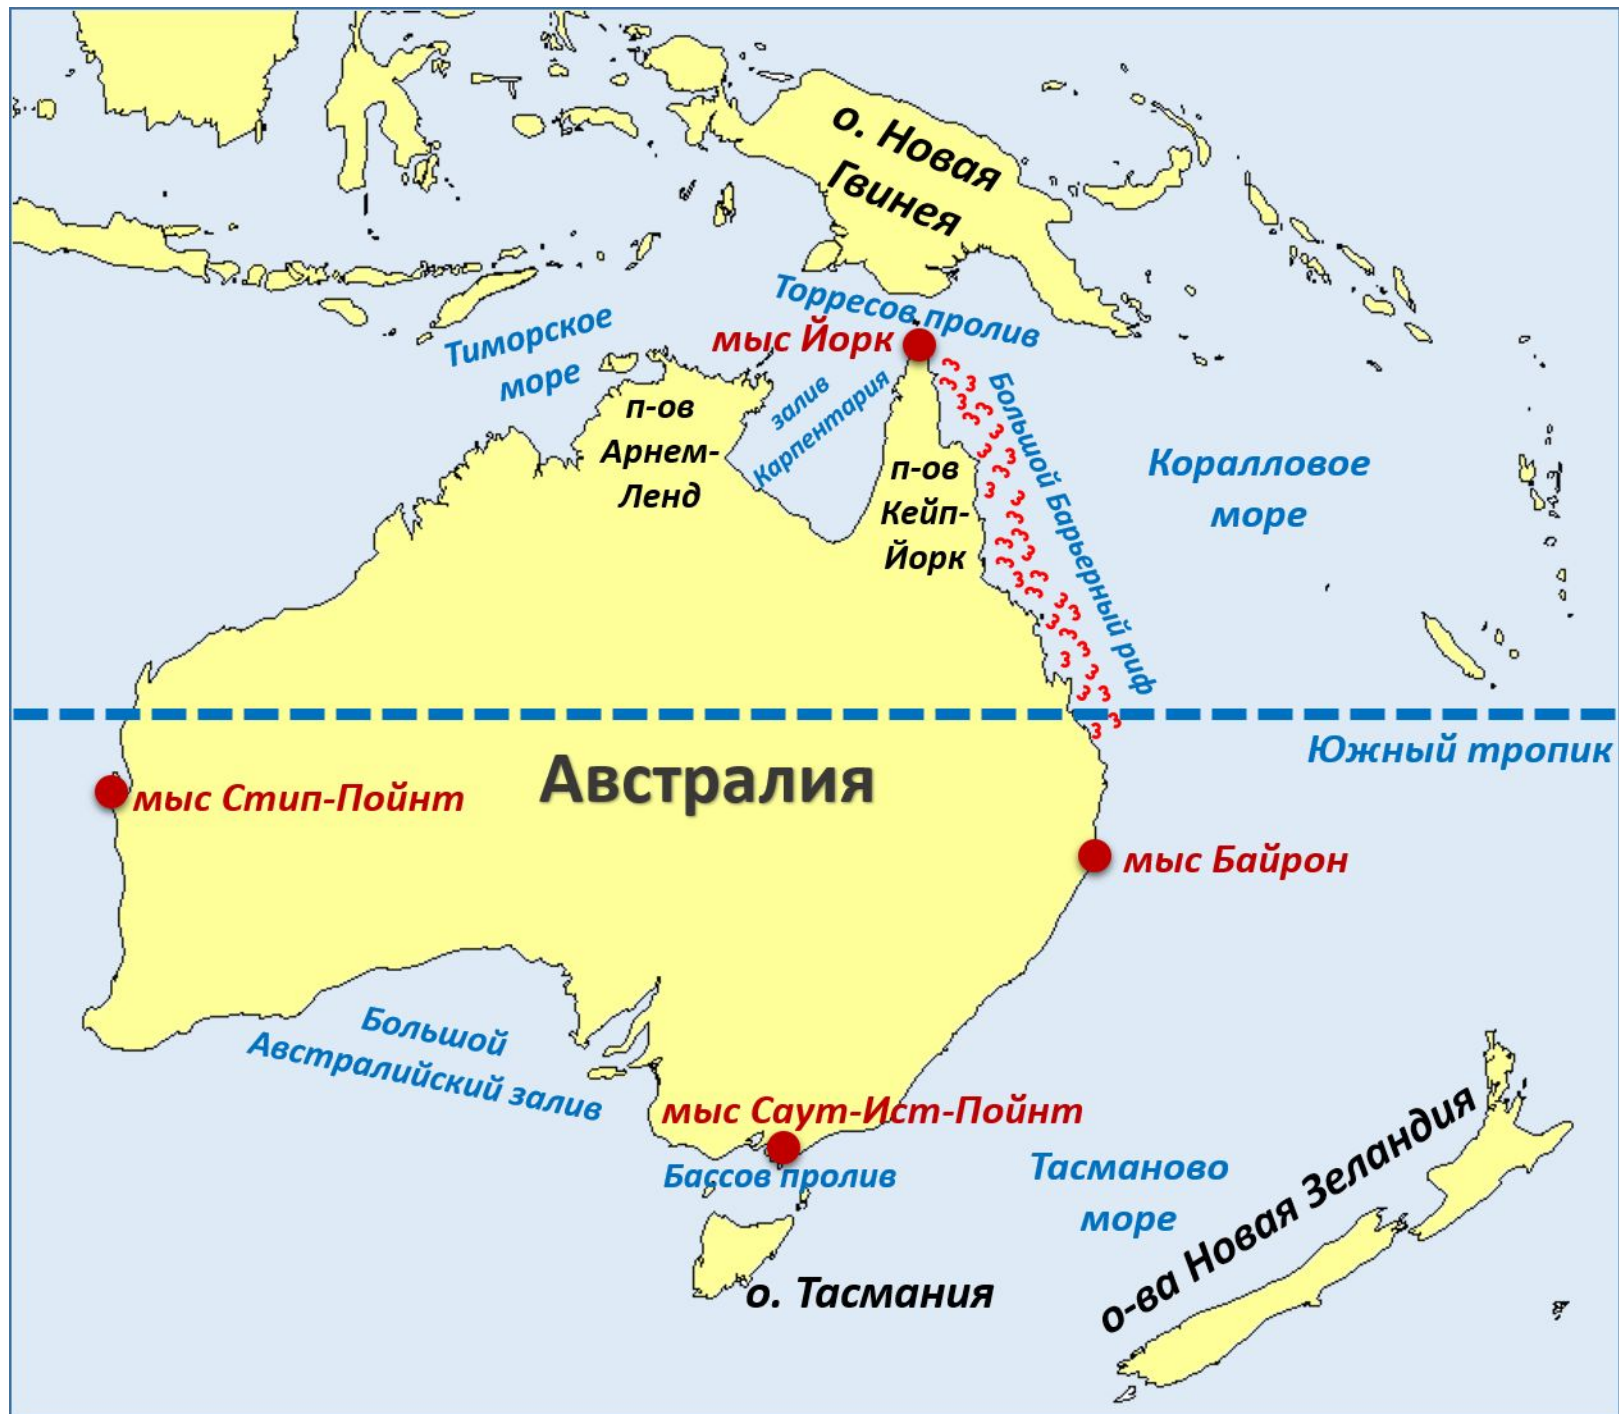 о. Новая
Гвинея
Торресов пролив
Тиморское
море
мыс Йорк
залив
Карпентария
п-ов
Арнем-
Ленд
п-ов
Кейп-
Йорк
Большой Барьерный риф
Коралловое
море
Южный тропик
Австралия
мыс Стип-Пойнт
мыс Байрон
Большой
Австралийский залив
мыс Саут-Ист-Пойнт
Бассов пролив
Тасманово
море
о. Тасмания
о-ва Новая Зеландия